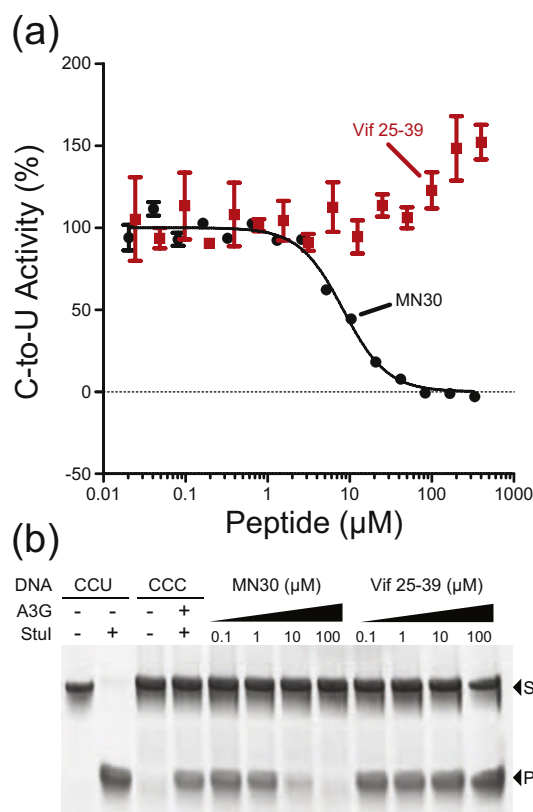 (a)
200
150
100
50
0
-50
C-to-U Activity (%)
Vif 25-39
MN30
0.01 0.1 1 10 100 1000
Peptide (µM)
(b)
DNA CCU CCC MN30 (µM) Vif 25-39 (µM)
A3G - - - +
StuI - + - + 0.1 1 10 100 0.1 1 10 100
S
P